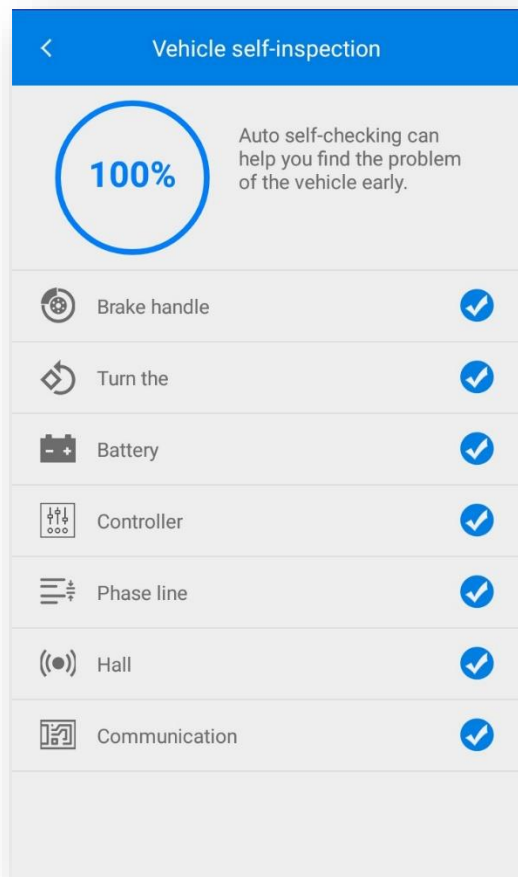 Vehicle self-inspection
100%
Auto self-checking can
help you find the problem
of the vehicle early.
Brake handle
Turn the
Battery
Controller
Phase line
Hall
Communication